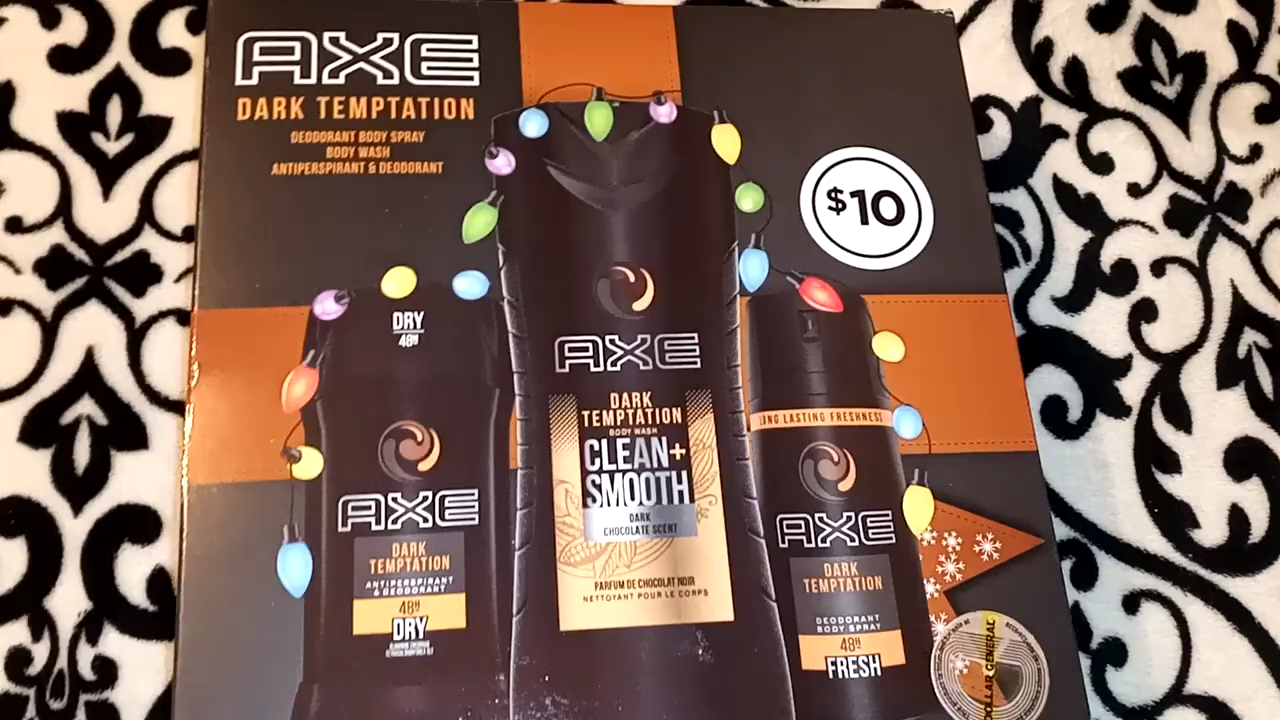 AXE
DARK TEMPTATION
DEODORANT BODY SPRAY
BODY WASH
ANTIPERSPIRANT & DEODORANT
$10
DRY
48H
AXE
DARK
TEMPTATION
ANTIPERSPIRANT
& DEODORANT
48H
DRY
AXE
DARK
TEMPTATION
BODY WASH
CLEAN+
SMOOTH
DARK
CHOCOLATE SCENT
PARFUM DE CHOCOLAT NOIR
NETTOYANT POUR LE CORPS
LONG LASTING FRESHNESS
AXE
DARK
TEMPTATION
DEODORANT
BODY SPRAY
48H
FRESH
DOLLAR GENERAL